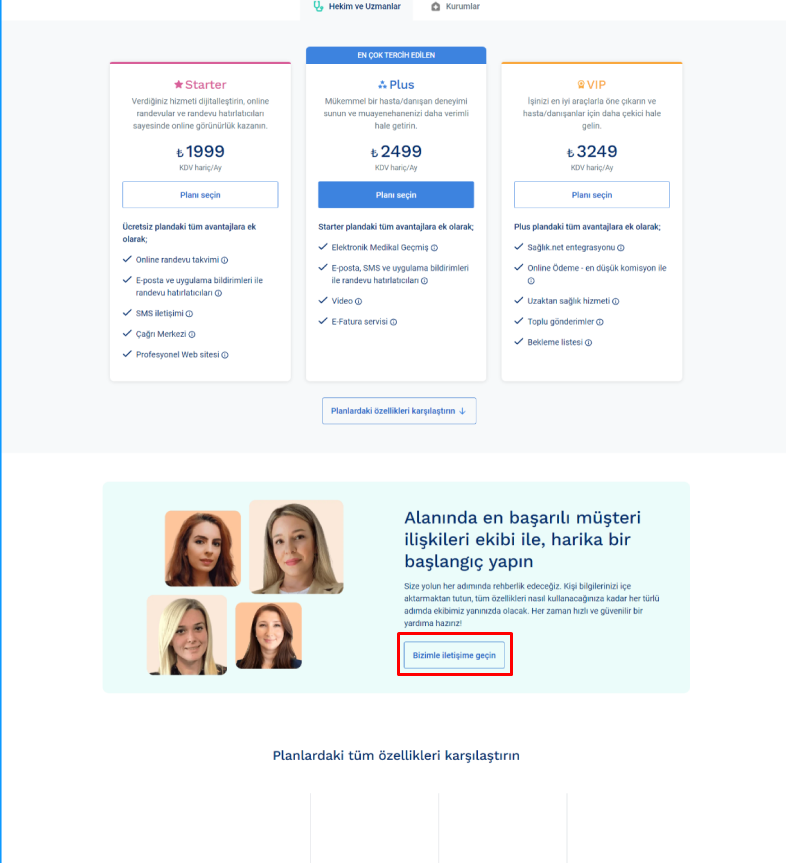 Hekim ve Uzmanlar
Kurumlar
Starter
Verdiğiniz hizmeti dijitalleştirin, online
randevular ve randevu hatırlatıcıları
sayesinde online görünürlük kazanın.
₺ 1999
KDV hariç/Ay
Planı seçin
Ücretsiz plandaki tüm avantajlara ek
olarak;
Online randevu takvimi
E-posta ve uygulama bildirimleri ile
randevu hatırlatıcıları
SMS iletişimi
Çağrı Merkezi
Profesyonel Web sitesi
EN ÇOK TERCİH EDİLEN
Plus
Mükemmel bir hasta/danışan deneyimi
sunun ve muayenehanenizi daha verimli
hale getirin.
₺ 2499
KDV hariç/Ay
Planı seçin
Starter plandaki tüm avantajlara ek olarak;
Elektronik Medikal Geçmiş
E-posta, SMS ve uygulama bildirimleri
ile randevu hatırlatıcıları
Video
E-Fatura servisi
VIP
İşinizi en iyi araçlarla öne çıkarın ve
hasta/danışanlar için daha çekici hale
gelin.
₺ 3249
KDV hariç/Ay
Planı seçin
Plus plandaki tüm avantajlara ek olarak;
Sağlık.net entegrasyonu
Online Ödeme - en düşük komisyon ile
Uzaktan sağlık hizmeti
Toplu gönderimler
Bekleme listesi
Planlardaki özellikleri karşılaştırın ↓
Alanında en başarılı müşteri
ilişkileri ekibi ile, harika bir
başlangıç yapın
Size yolun her adımında rehberlik edeceğiz. Kişi bilgilerinizi içe
aktarmaktan tutun, tüm özellikleri nasıl kullanacağınıza kadar her türlü
adımda ekibimiz yanınızda olacak. Her zaman hızlı ve güvenilir bir
yardıma hazırız!
Bizimle iletişime geçin
Planlardaki tüm özellikleri karşılaştırın